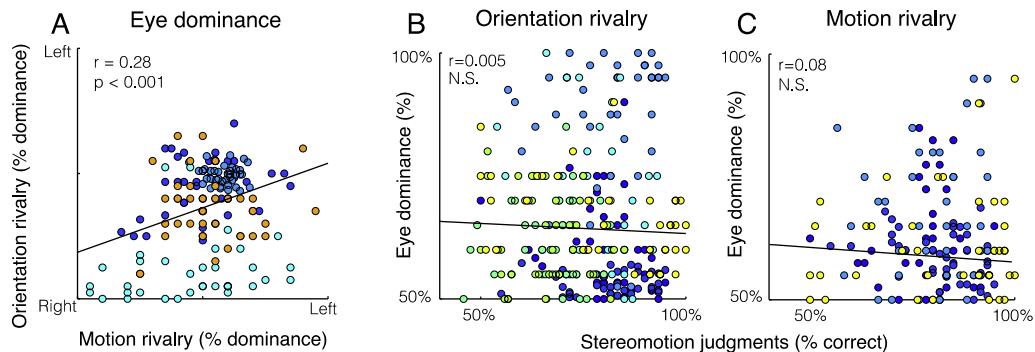 A
Eye dominance
Left
r = 0.28
p < 0.001
Orientation rivalry (% dominance)
Right
Left
Motion rivalry (% dominance)
B
Orientation rivalry
100%
r=0.005
N.S.
Eye dominance (%)
50%
50%
100%
C
Motion rivalry
100%
r=0.08
N.S.
Eye dominance (%)
50%
50%
100%
Stereomotion judgments (% correct)